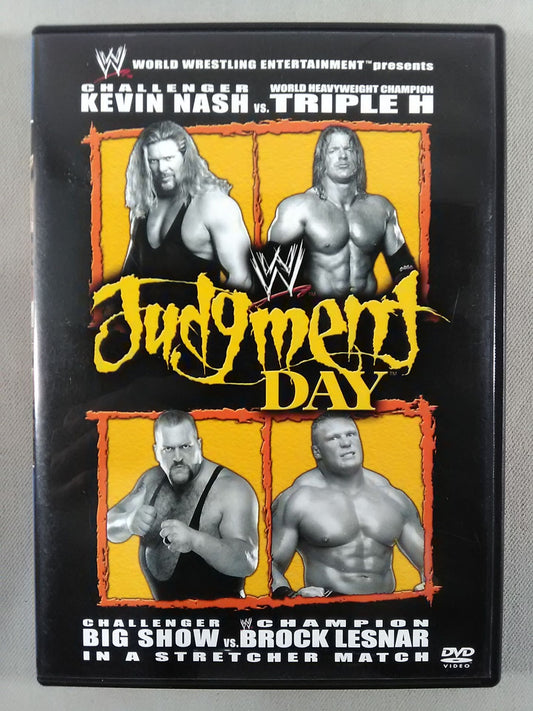 W WORLD WRESTLING ENTERTAINMENT™ presents
CHALLENGER WORLD HEAVYWEIGHT CHAMPION
KEVIN NASH vs. TRIPLE H
W
Judgment
DAY
CHALLENGER W CHAMPION
BIG SHOW vs. BROCK LESNAR
IN A STRETCHER MATCH
DVD
VIDEO